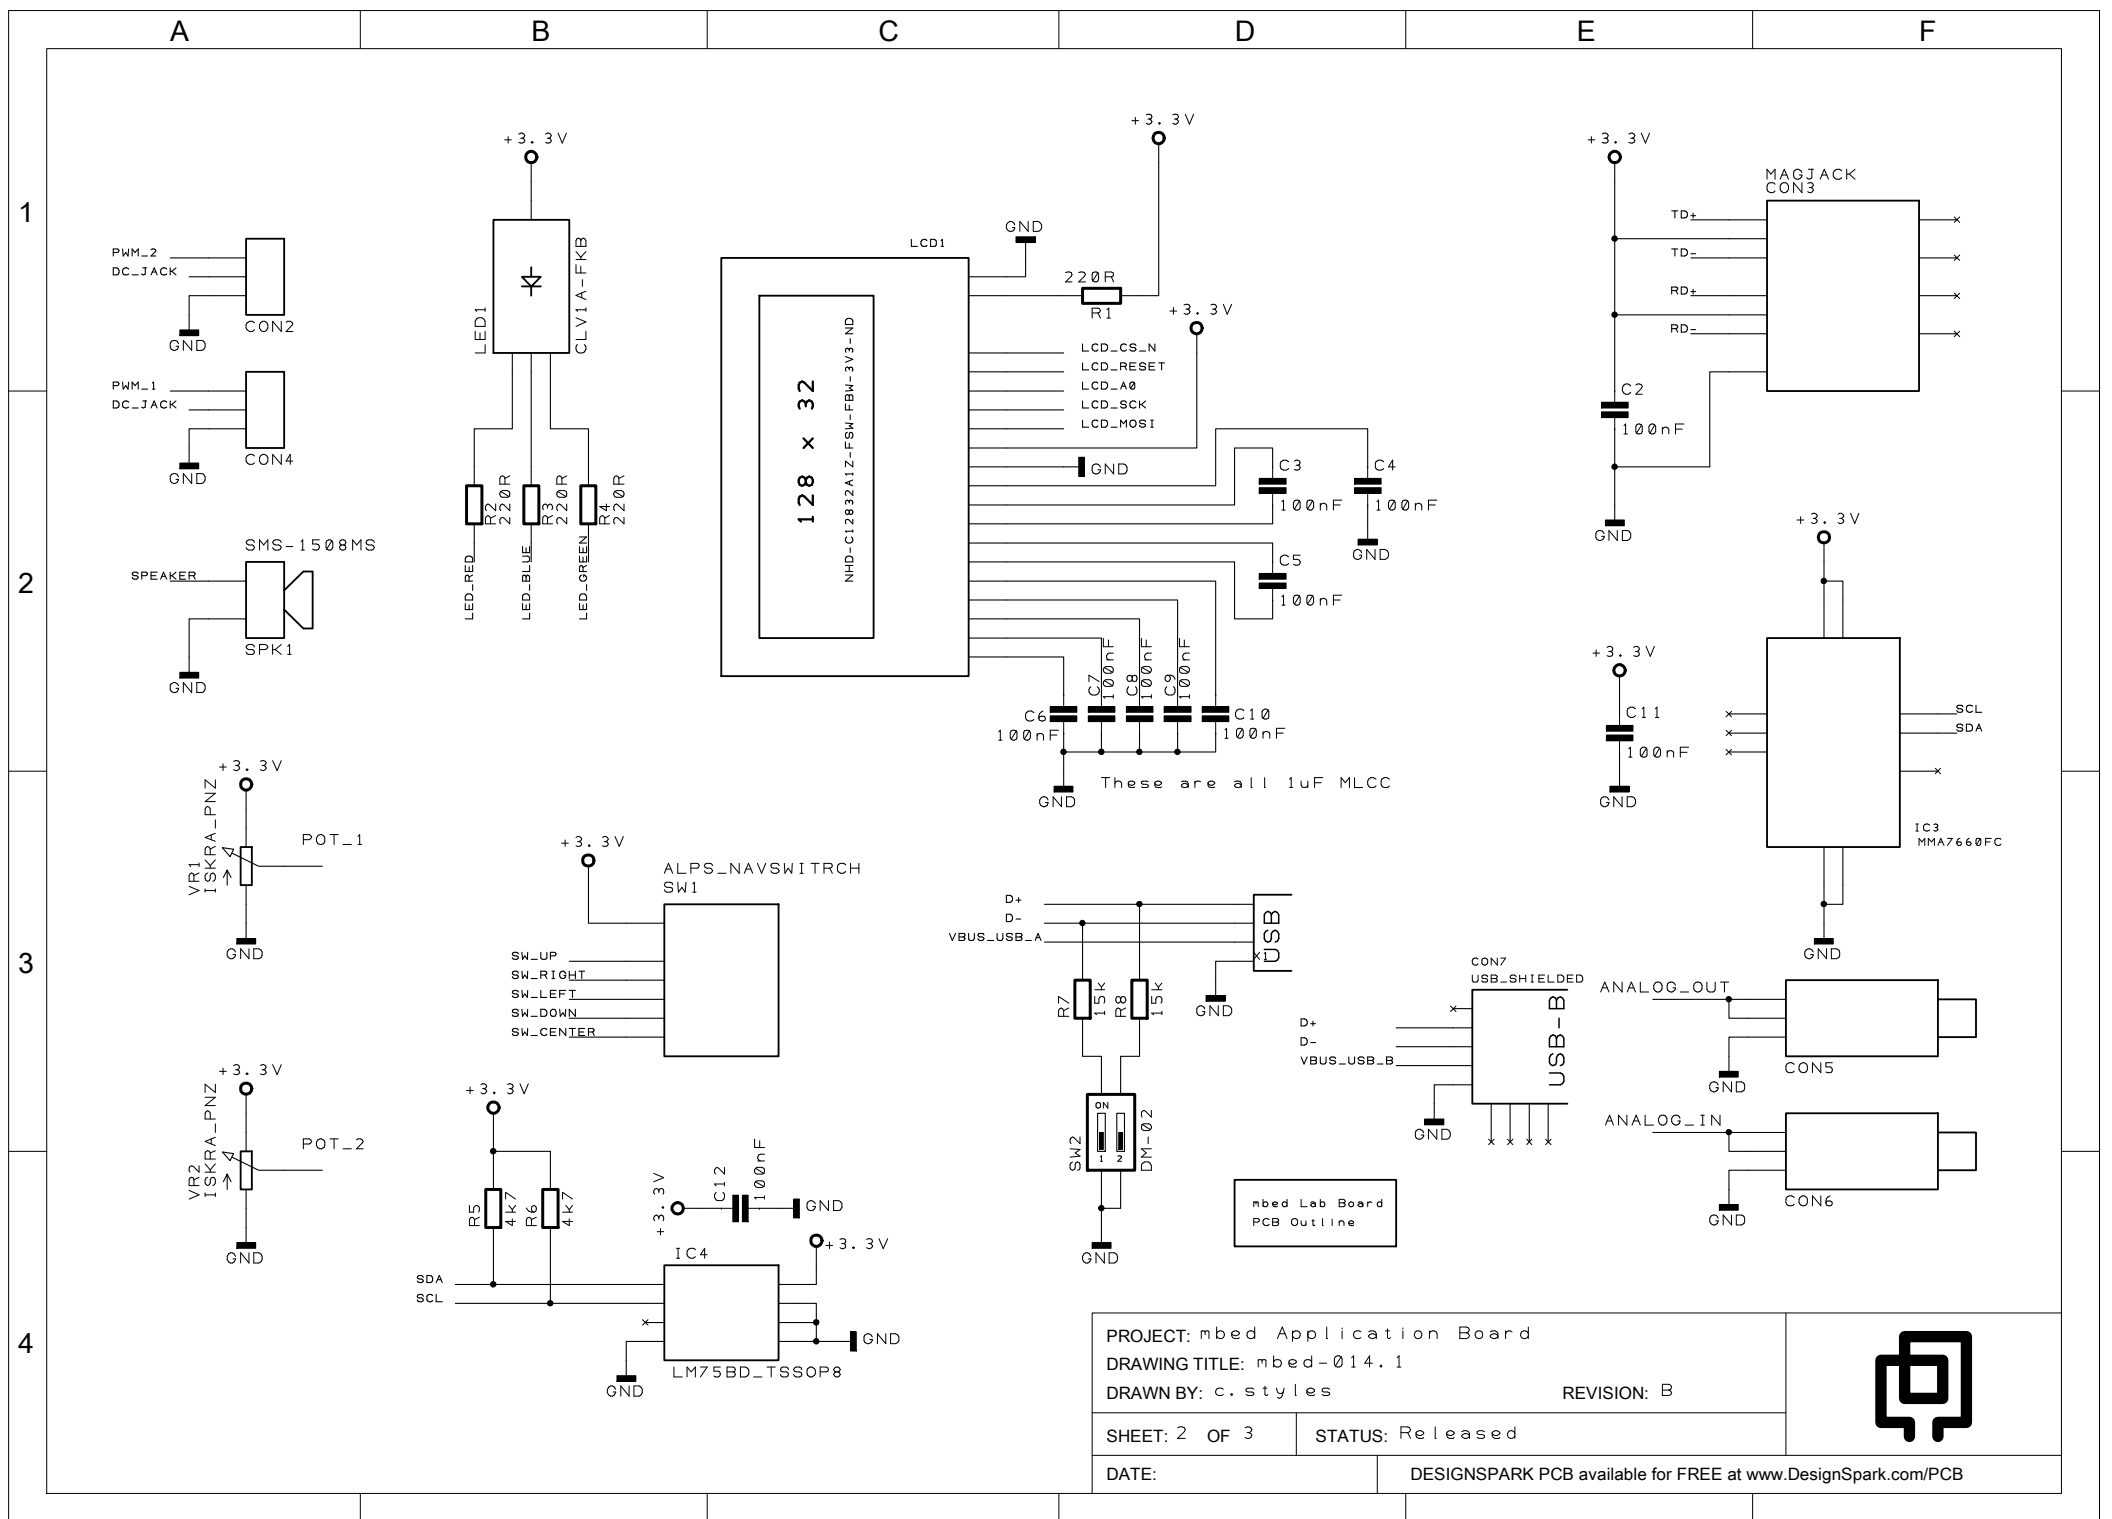 A B C D E F
1
2
3
4
PWM_2
DC_JACK
GND
CON2
PWM_1
DC_JACK
GND
CON4
SMS-1508MS
SPEAKER
SPK1
GND
+3.3V
VR1
ISKRA_PNZ
POT_1
GND
+3.3V
VR2
ISKRA_PNZ
POT_2
GND
+3.3V
LED1
CLV1A-FKB
R2
220R
R3
220R
R4
220R
LED_RED
LED_BLUE
LED_GREEN
+3.3V
ALPS_NAVSWITRCH
SW1
SW_UP
SW_RIGHT
SW_LEFT
SW_DOWN
SW_CENTER
+3.3V
R5
4k7
R6
4k7
SDA
SCL
+3.3V
C12
100nF
GND
IC4
+3.3V
GND
GND
LM75BD_TSSOP8
LCD1
128 x 32
NHD-C12832A1Z-FSW-FBW-3V3-ND
GND
+3.3V
220R
R1
+3.3V
LCD_CS_N
LCD_RESET
LCD_A0
LCD_SCK
LCD_MOSI
GND
C3
100nF
C4
100nF
GND
C5
100nF
C6
100nF
C7
100nF
C8
100nF
C9
100nF
C10
100nF
GND
These are all 1uF MLCC
D+
D-
VBUS_USB_A
USB
GND
R7
15k
R8
15k
SW2
ON
1 2
DM-02
GND
mbed Lab Board
PCB Outline
+3.3V
MAGJACK
CON3
TD+
TD-
RD+
RD-
C2
100nF
GND
+3.3V
+3.3V
C11
100nF
GND
SCL
SDA
IC3
MMA7660FC
GND
CON7
USB_SHIELDED
USB-B
D+
D-
VBUS_USB_B
GND
ANALOG_OUT
GND
CON5
ANALOG_IN
GND
CON6
PROJECT: mbed Application Board
DRAWING TITLE: mbed-014.1
DRAWN BY: c.styles REVISION: B
SHEET: 2 OF 3 STATUS: Released
DATE: DESIGNSPARK PCB available for FREE at www.DesignSpark.com/PCB